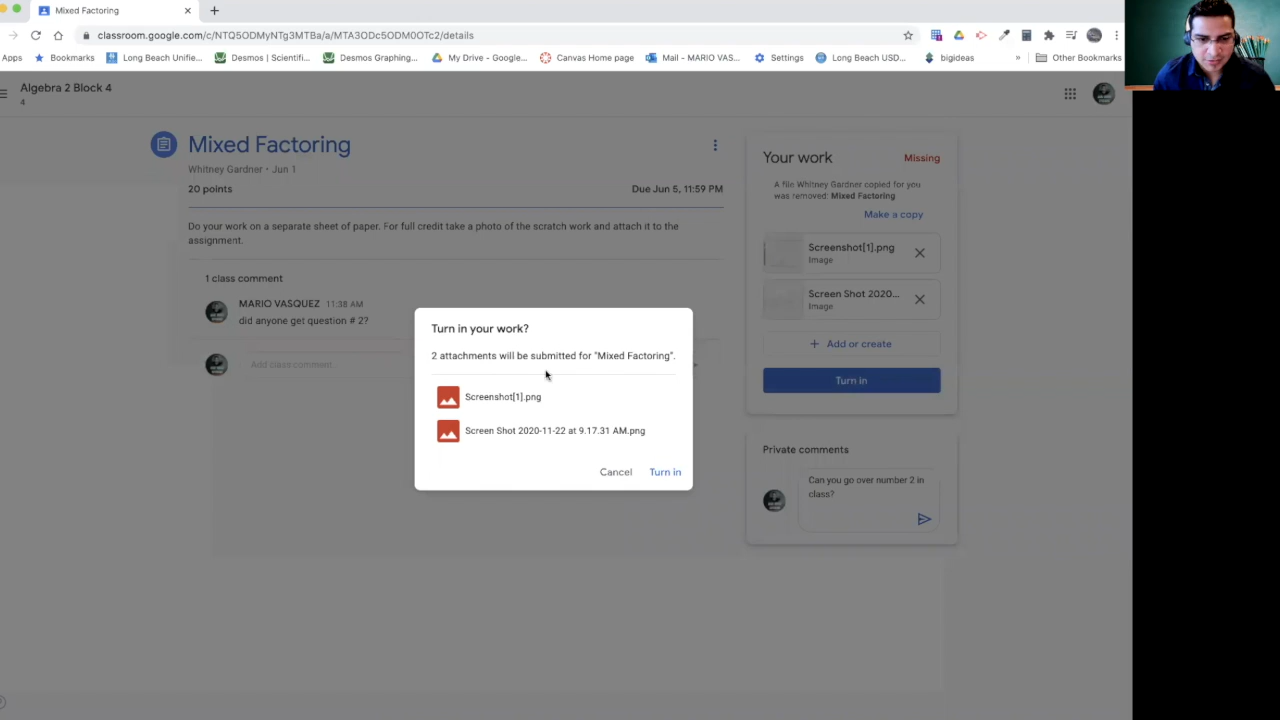 Mixed Factoring
classroom.google.com/c/NTQ5ODMyNTg3MTBa/a/MTA3ODc5ODM0OTc2/details
Apps Bookmarks Long Beach Unifie... Desmos | Scientific... Desmos Graphing... My Drive - Google... Canvas Home page Mail - MARIO VAS... Settings Long Beach USD... bigideas » Other Bookmarks
Algebra 2 Block 4
4
Mixed Factoring
Whitney Gardner • Jun 1
20 points
Due Jun 5, 11:59 PM
Do your work on a separate sheet of paper. For full credit take a photo of the scratch work and attach it to the
assignment.
1 class comment
MARIO VASQUEZ 11:38 AM
did anyone get question # 2?
Add class comment.
Turn in your work?
2 attachments will be submitted for "Mixed Factoring".
Screenshot[1].png
Screen Shot 2020-11-22 at 9.17.31 AM.png
Cancel Turn in
Your work
Missing
A file Whitney Gardner copied for you
was removed: Mixed Factoring
Make a copy
Screenshot[1].png
Image
Screen Shot 2020...
Image
+ Add or create
Turn in
Private comments
Can you go over number 2 in
class?